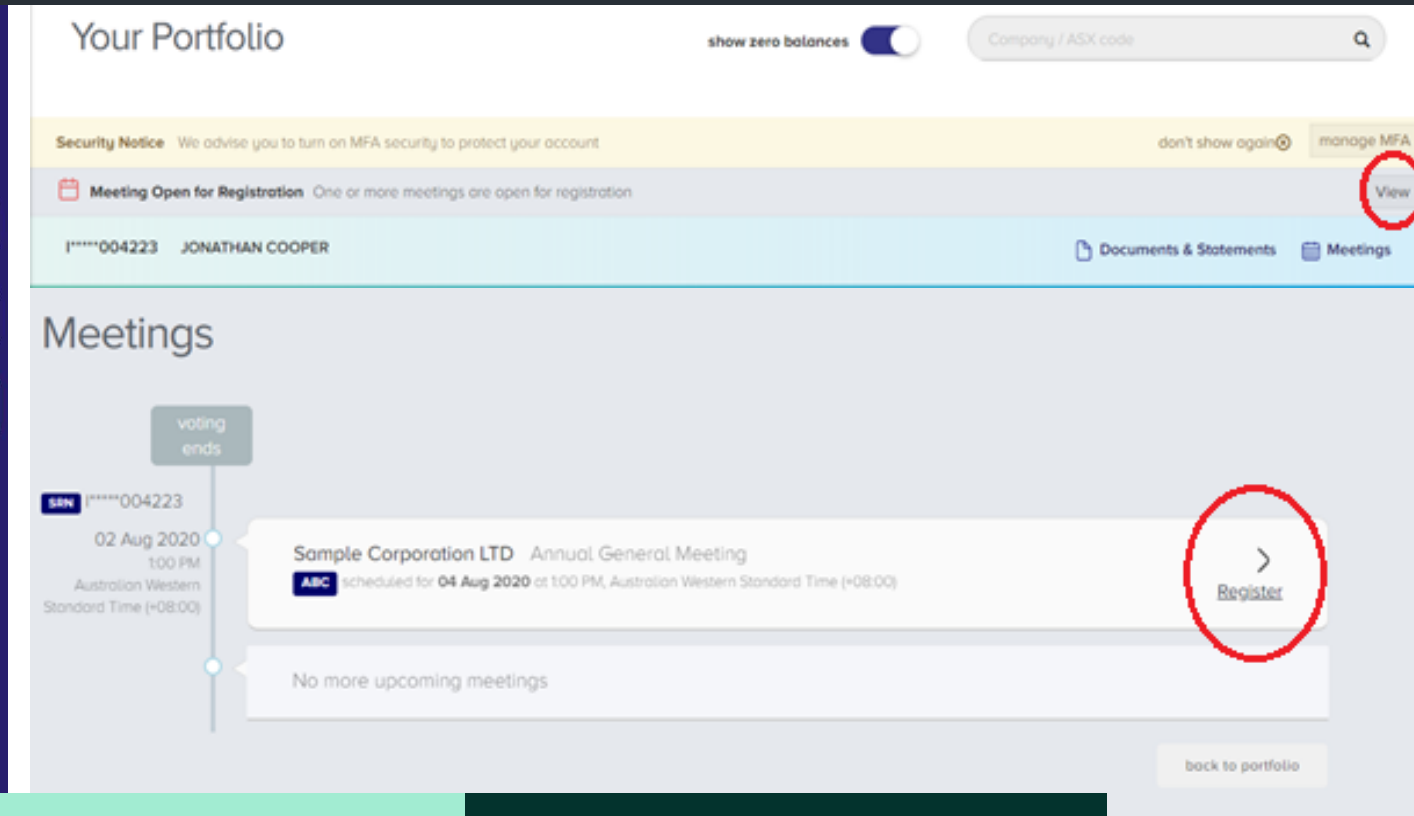 Your Portfolio
show zero balances
Company / ASX code
Security Notice We advise you to turn on MFA security to protect your account
don't show again
manage MFA
Meeting Open for Registration One or more meetings are open for registration
View
I*****004223 JONATHAN COOPER
Documents & Statements
Meetings
Meetings
voting
ends
SRN I*****004223
02 Aug 2020
1:00 PM
Australian Western
Standard Time (+08:00)
Sample Corporation LTD Annual General Meeting
ABC scheduled for 04 Aug 2020 at 1:00 PM, Australian Western Standard Time (+08:00)
Register
No more upcoming meetings
back to portfolio